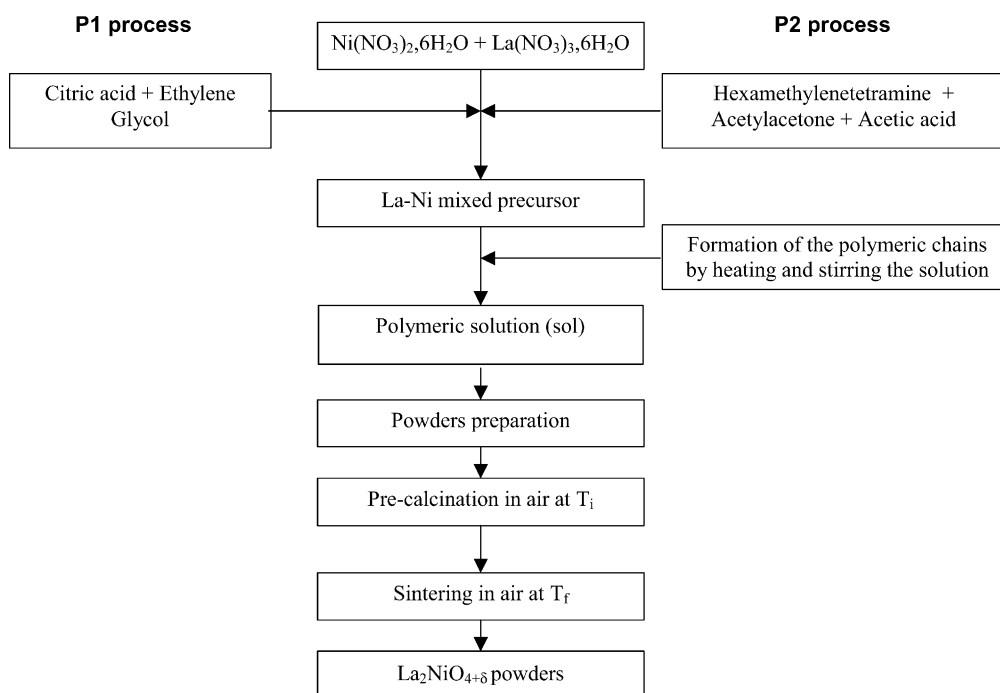 P1 process
P2 process
Ni(NO₃)₂,6H₂O + La(NO₃)₃,6H₂O
Citric acid + Ethylene
Glycol
Hexamethylenetetramine +
Acetylacetone + Acetic acid
La-Ni mixed precursor
Formation of the polymeric chains
by heating and stirring the solution
Polymeric solution (sol)
Powders preparation
Pre-calcination in air at Tᵢ
Sintering in air at T_f
La₂NiO₄₊δ powders